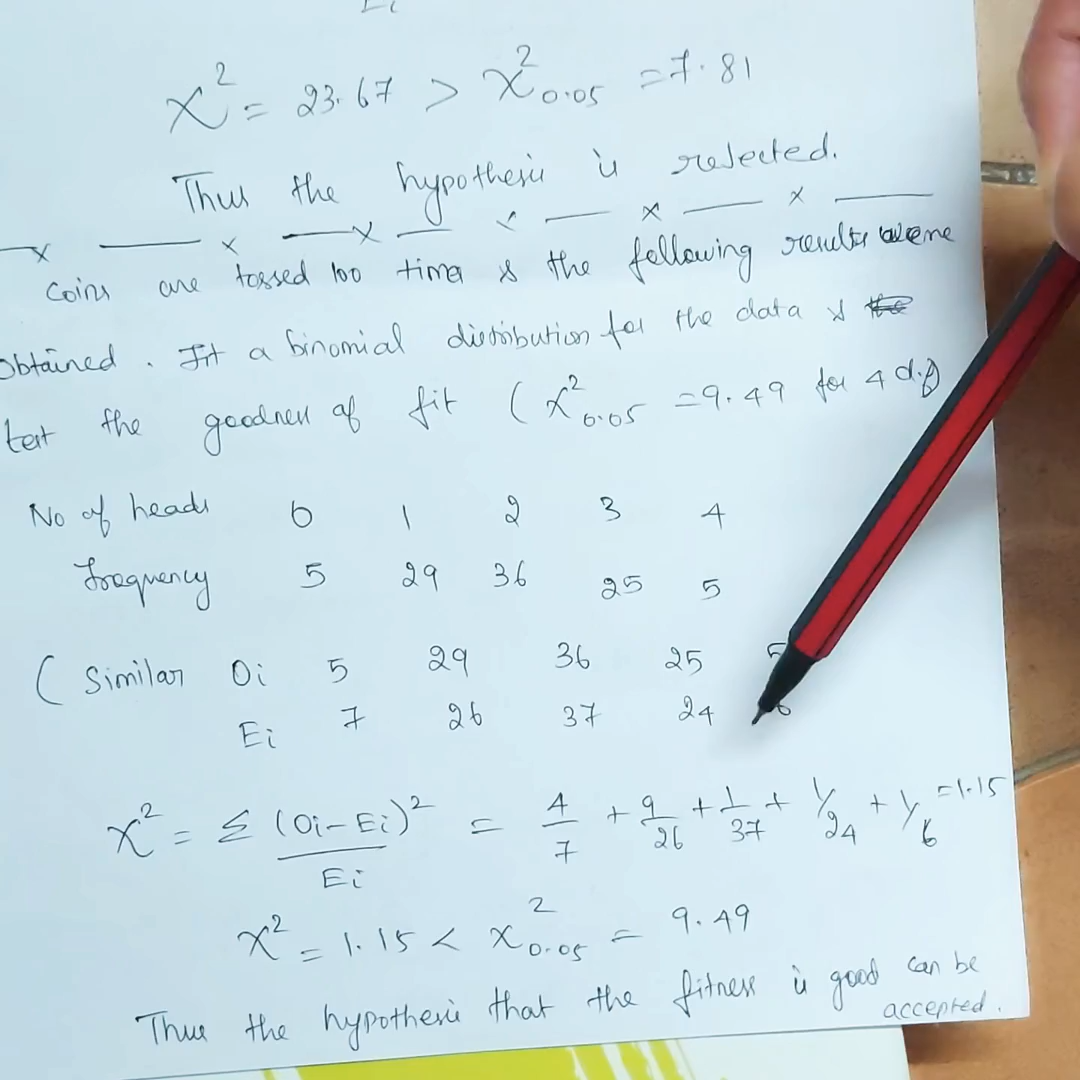 Ei
χ² = 23.67 > χ²0.05 = 7.81
Thus the hypothesis is rejected.
Coins are tossed 100 times & the following results were
obtained. Fit a binomial distribution for the data &
test the goodness of fit (χ²0.05 = 9.49 for 4 d.f)
No of heads 0 1 2 3 4
Frequency 5 29 36 25 5
(Similar Oi 5 29 36 25 5
Ei 7 26 37 24 6
χ² = Σ (Oi-Ei)²/Ei = 4/7 + 9/26 + 1/37 + 1/24 + 1/6 = 1.15
χ² = 1.15 < χ²0.05 = 9.49
Thus the hypothesis that the fitness is good can be
accepted.